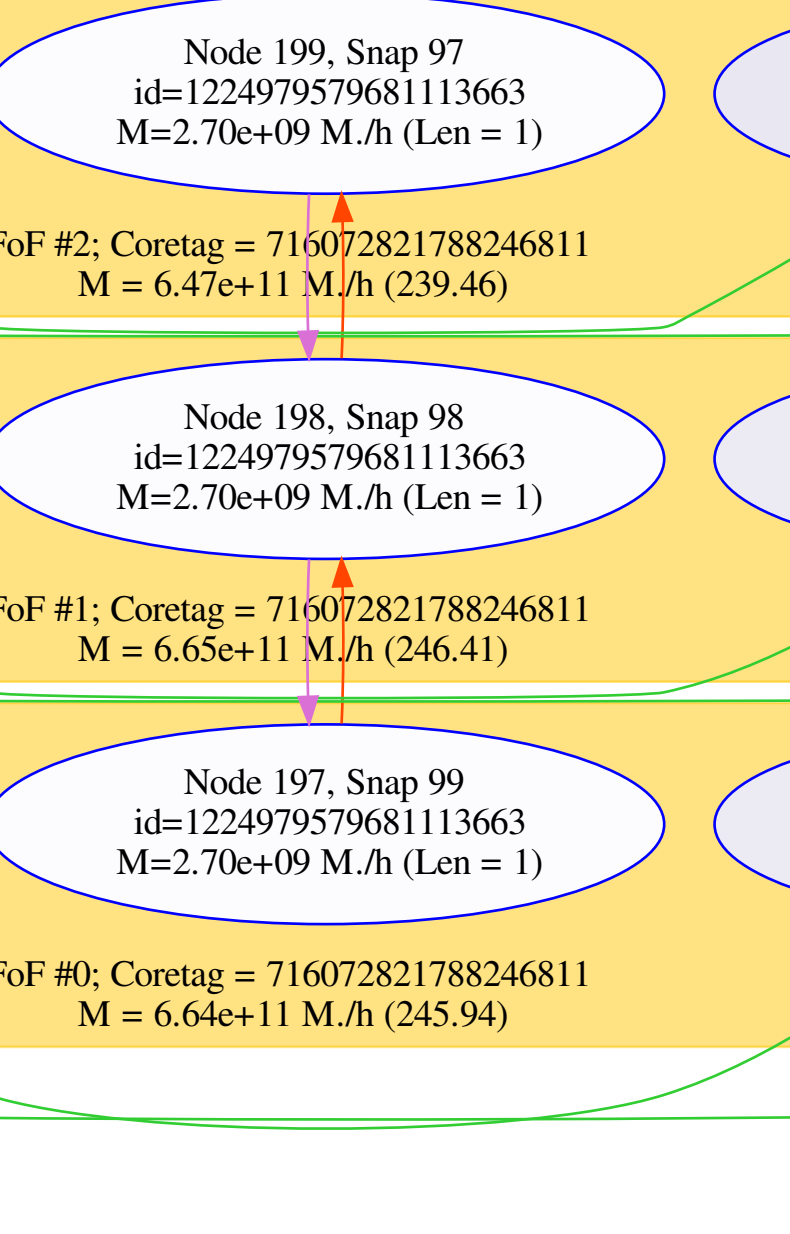 Node 199, Snap 97
id=1224979579681113663
M=2.70e+09 M./h (Len = 1)
FoF #2; Coretag = 716072821788246811
M = 6.47e+11 M./h (239.46)
Node 198, Snap 98
id=1224979579681113663
M=2.70e+09 M./h (Len = 1)
FoF #1; Coretag = 716072821788246811
M = 6.65e+11 M./h (246.41)
Node 197, Snap 99
id=1224979579681113663
M=2.70e+09 M./h (Len = 1)
FoF #0; Coretag = 716072821788246811
M = 6.64e+11 M./h (245.94)